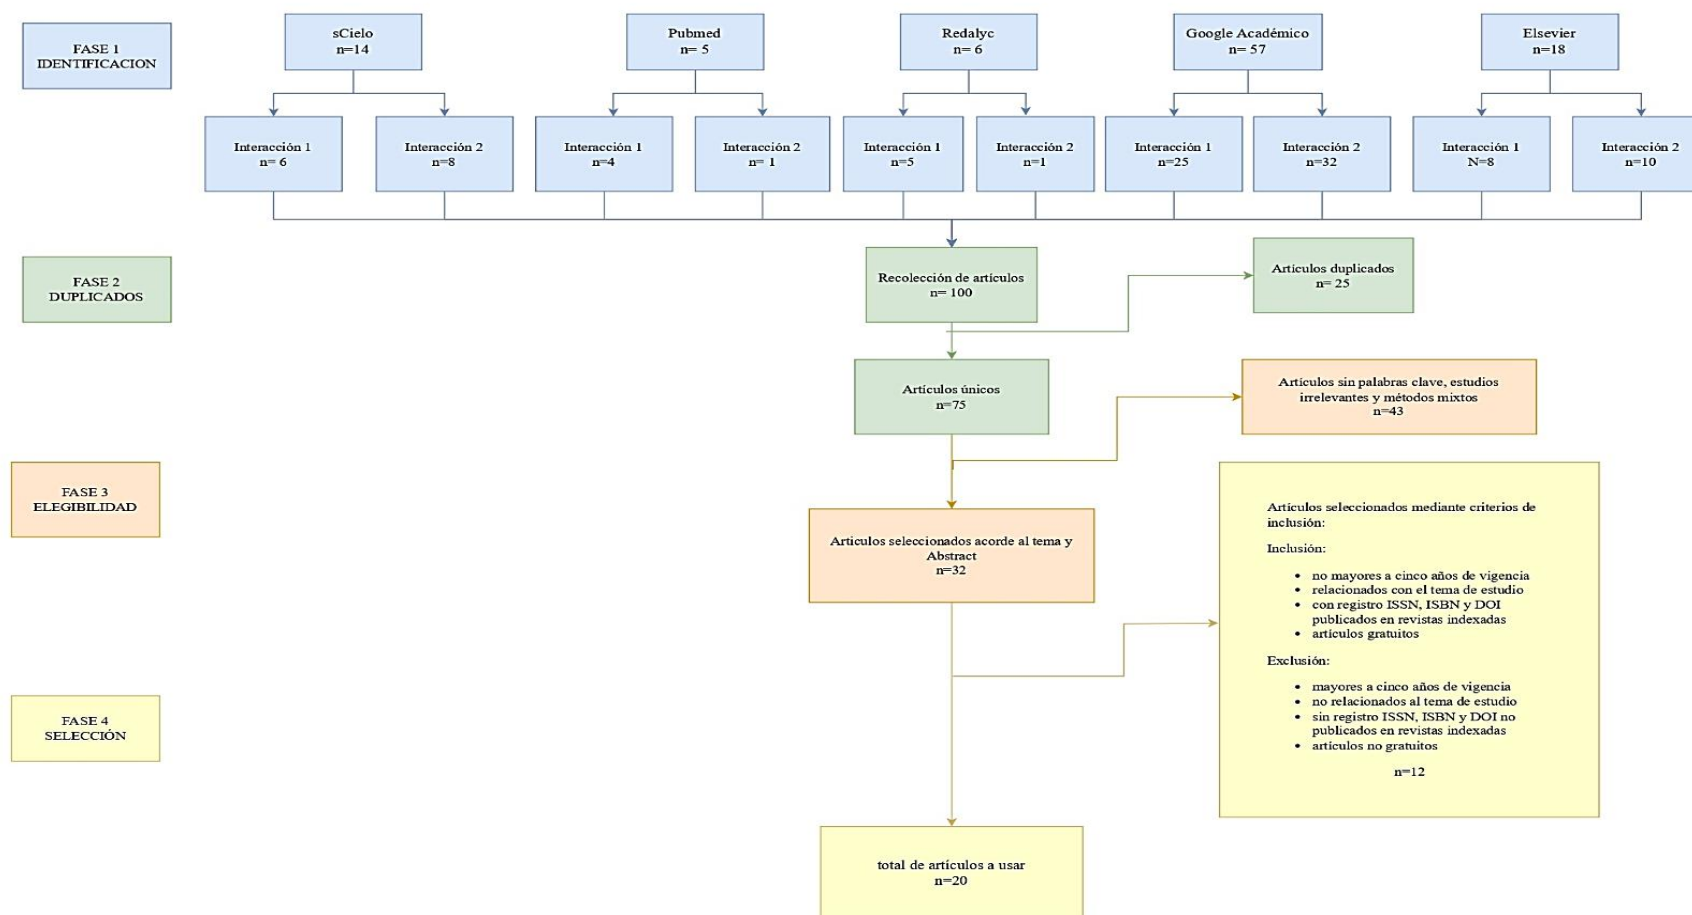 FASE 1
IDENTIFICACION
sCielo
n=14
Pubmed
n= 5
Redalyc
n= 6
Google Académico
n= 57
Elsevier
n=18
Interacción 1
n= 6
Interacción 2
n=8
Interacción 1
n=4
Interacción 2
n= 1
Interacción 1
n=5
Interacción 2
n=1
Interacción 1
n=25
Interacción 2
n=32
Interacción 1
N=8
Interacción 2
n=10
FASE 2
DUPLICADOS
Recolección de artículos
n= 100
Artículos duplicados
n= 25
Artículos únicos
n=75
Artículos sin palabras clave, estudios
irrelevantes y métodos mixtos
n=43
FASE 3
ELEGIBILIDAD
Artículos seleccionados acorde al tema y
Abstract
n=32
Artículos seleccionados mediante criterios de
inclusión:
Inclusión:
• no mayores a cinco años de vigencia
• relacionados con el tema de estudio
• con registro ISSN, ISBN y DOI
publicados en revistas indexadas
• artículos gratuitos
Exclusión:
• mayores a cinco años de vigencia
• no relacionados al tema de estudio
• sin registro ISSN, ISBN y DOI no
publicados en revistas indexadas
• artículos no gratuitos
n=12
FASE 4
SELECCIÓN
total de artículos a usar
n=20